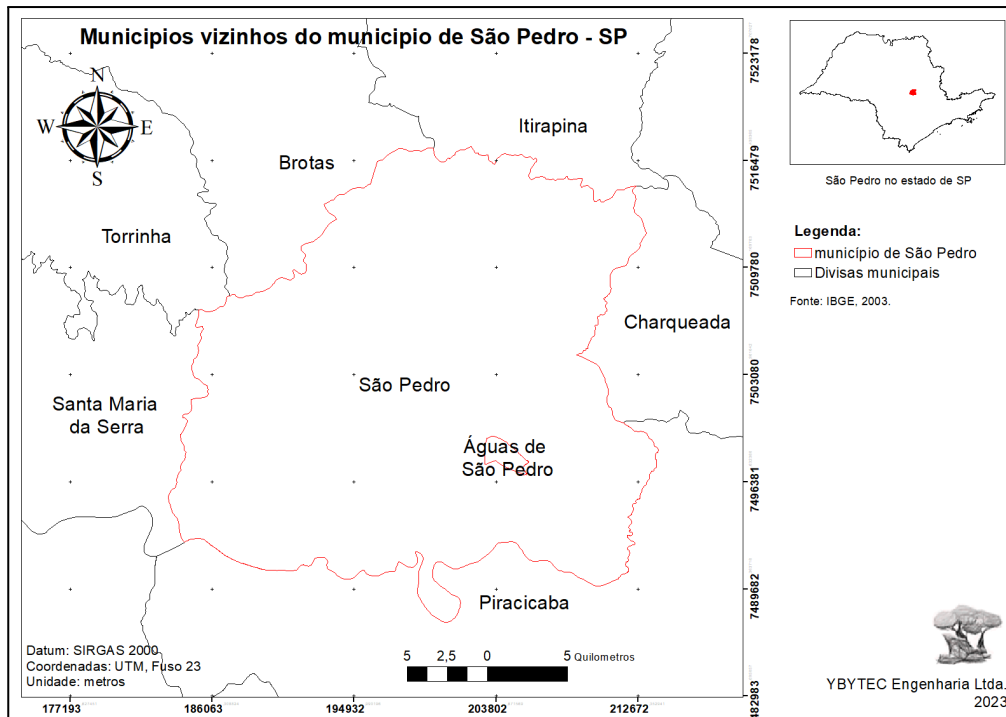 Municipios vizinhos do municipio de São Pedro - SP
N
W
E
S
Itirapina
Brotas
Torrinha
Charqueada
São Pedro
Santa Maria
da Serra
Águas de
São Pedro
Piracicaba
Datum: SIRGAS 2000
Coordenadas: UTM, Fuso 23
Unidade: metros
5 2,5 0 5 Quilometros
177193 186063 194932 203802 212672
7523178
7516479
7509780
7503080
7496381
7489682
7482983
São Pedro no estado de SP
Legenda:
município de São Pedro
Divisas municipais
Fonte: IBGE, 2003.
YBYTEC Engenharia Ltda.
2023